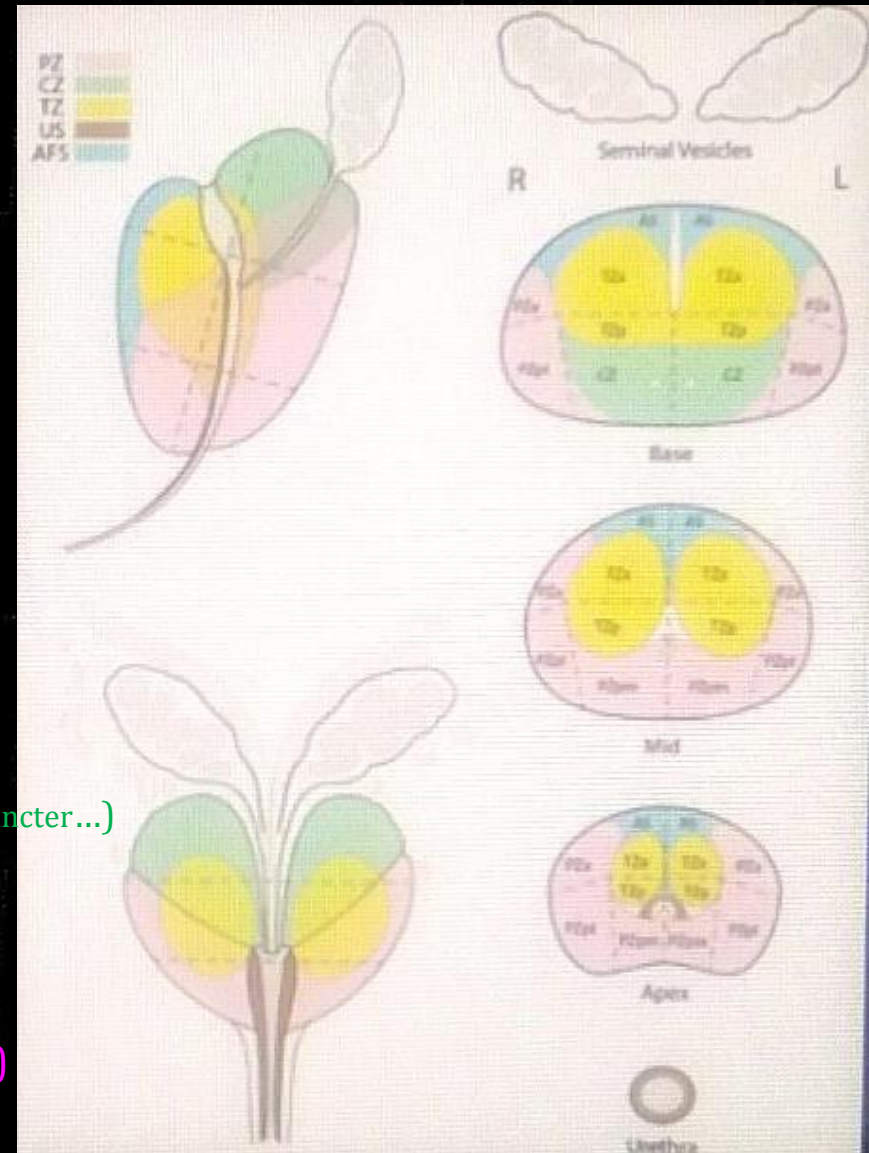 PZ
CZ
TZ
US
AFS
Seminal Vesicles
R L
AS AS
TZa TZa
PZa PZa
TZp TZp
PZpl CZ CZ PZpl
Base
AS AS
TZa TZa
PZa PZa
TZp TZp
PZpl PZpl
PZpm PZpm
Mid
AS AS
PZa TZa TZa PZa
TZp TZp
PZpl PZpm PZpm PZpl
Apex
Urethra
ncter…)
)